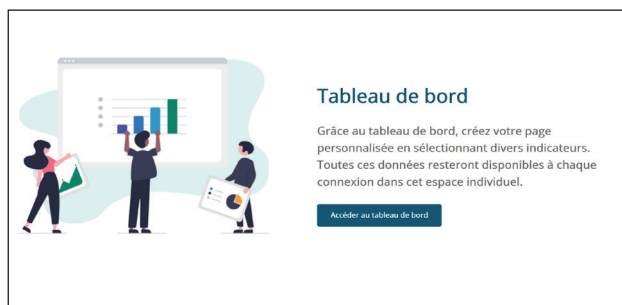 Tableau de bord
Grâce au tableau de bord, créez votre page
personnalisée en sélectionnant divers indicateurs.
Toutes ces données resteront disponibles à chaque
connexion dans cet espace individuel.
Accéder au tableau de bord